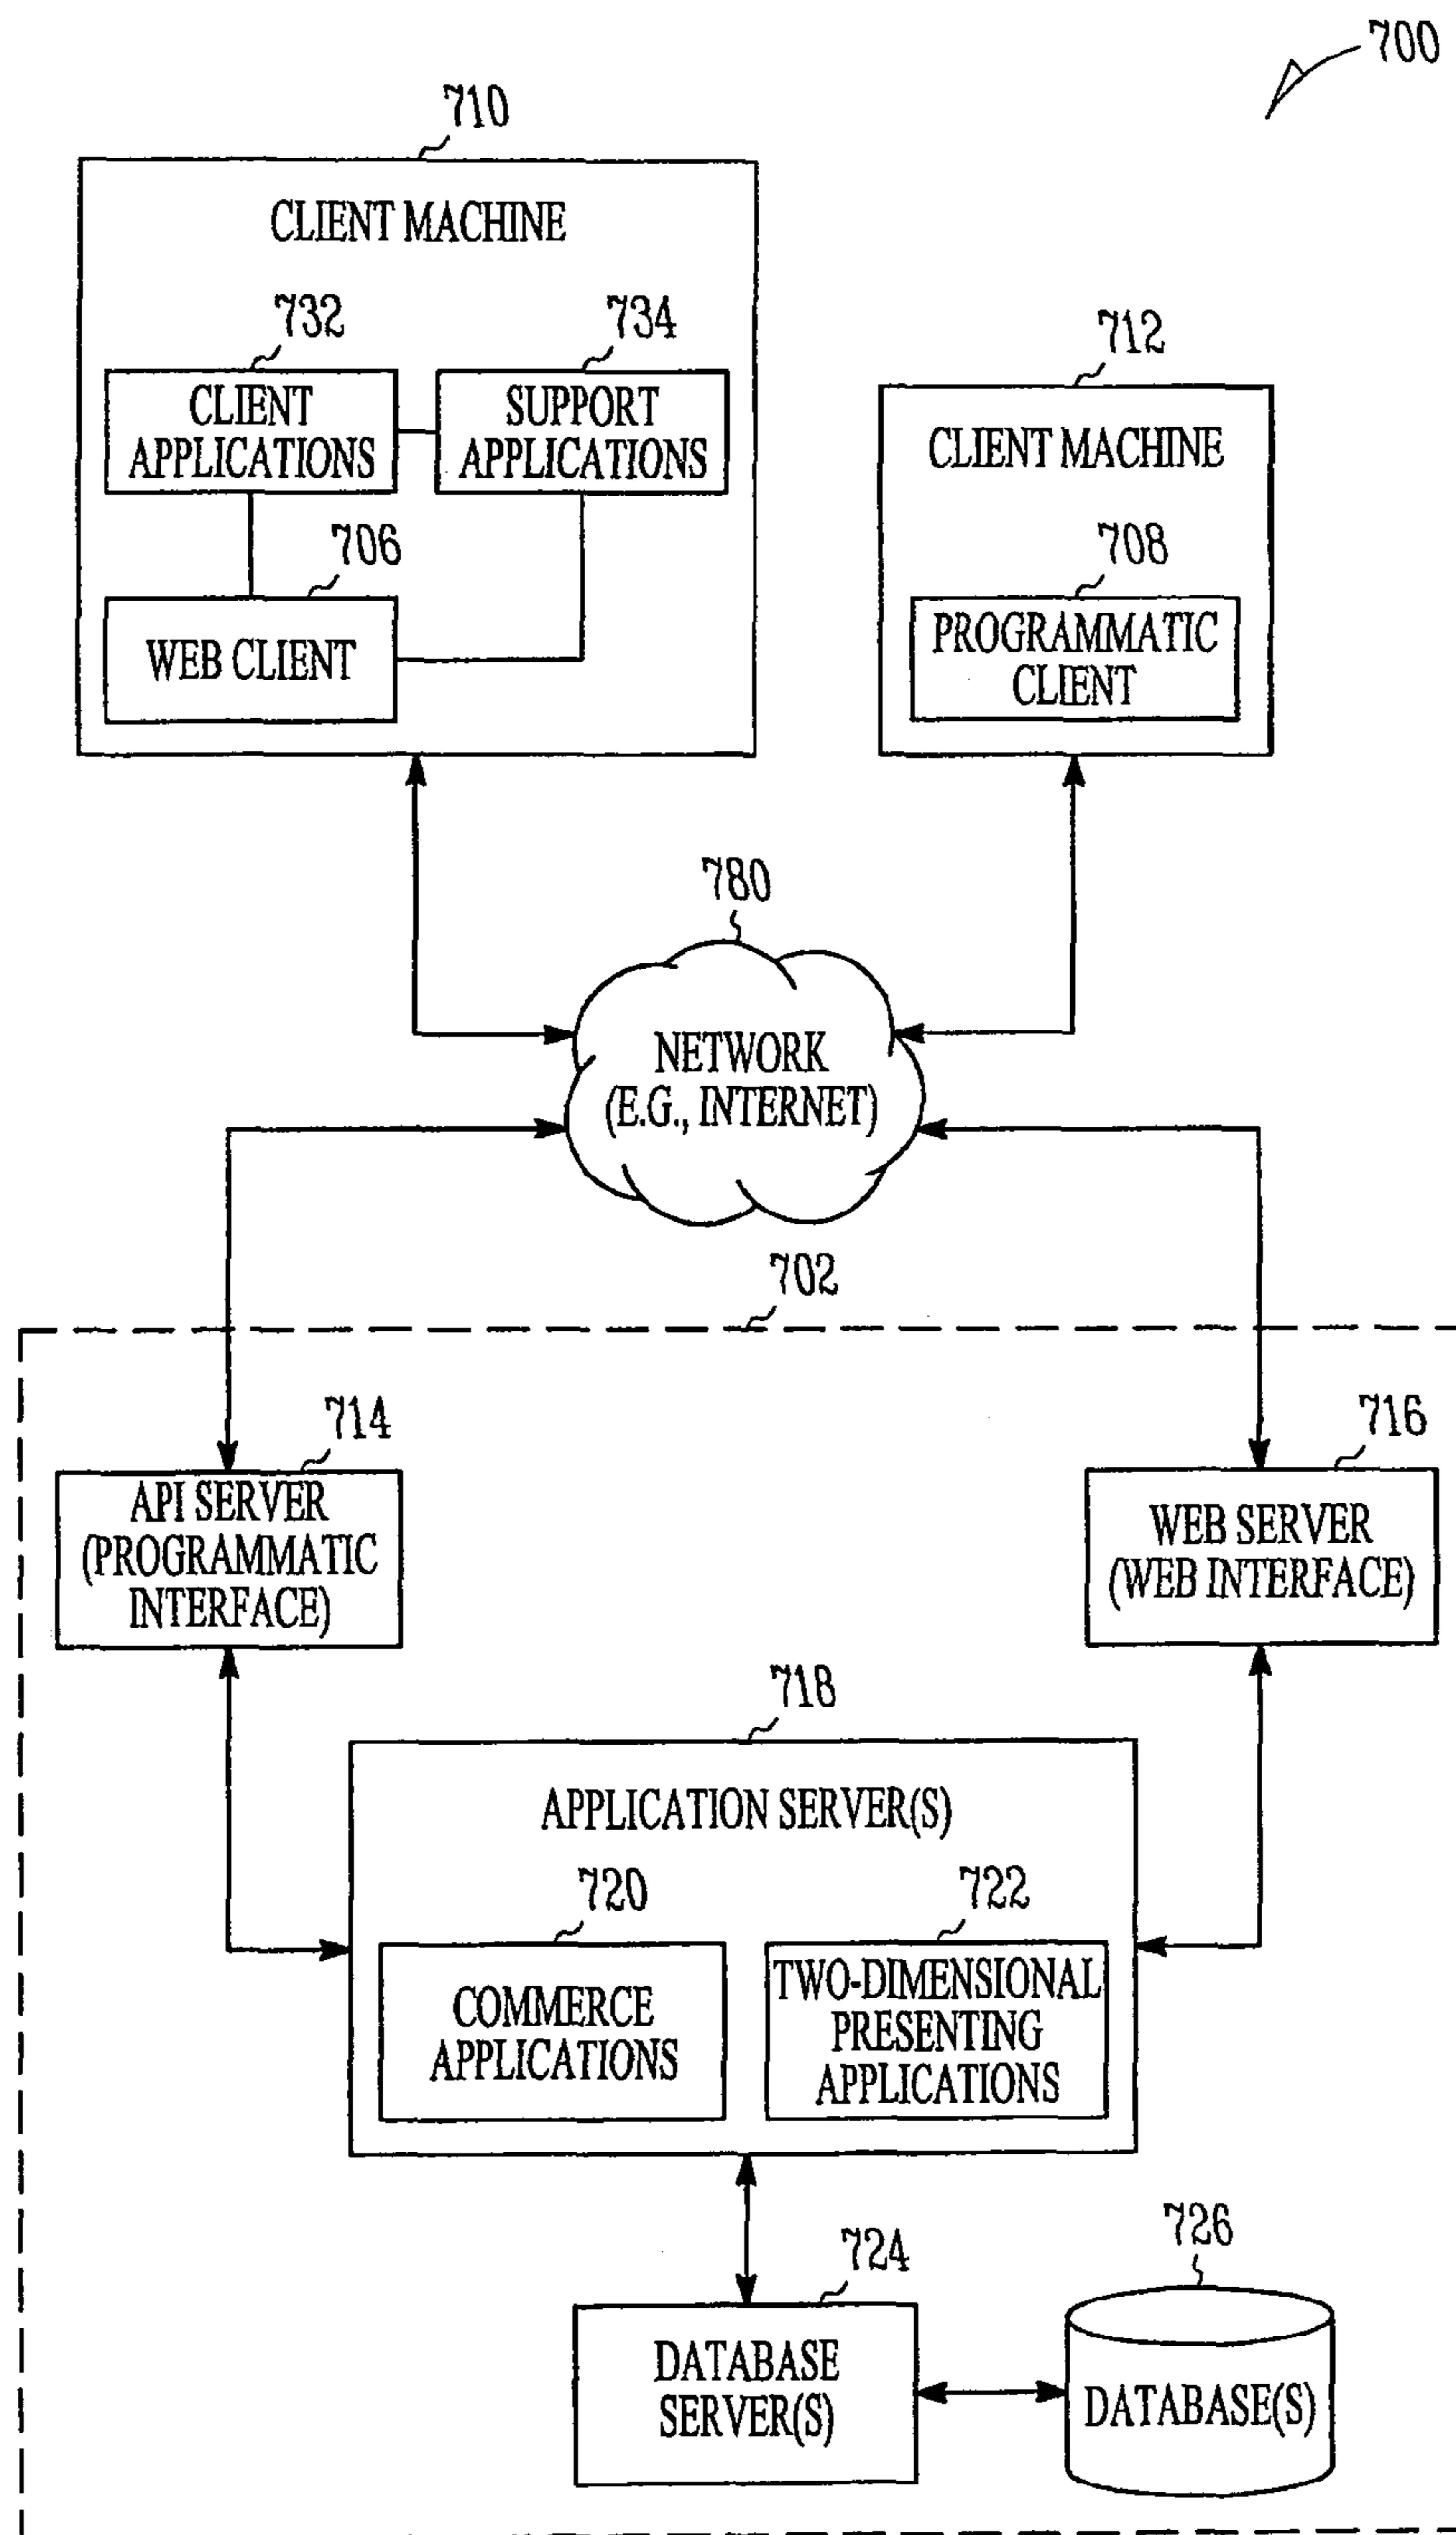 700
710
CLIENT MACHINE
732
734
CLIENT
APPLICATIONS
SUPPORT
APPLICATIONS
706
WEB CLIENT
712
CLIENT MACHINE
708
PROGRAMMATIC
CLIENT
780
NETWORK
(E.G., INTERNET)
702
714
API SERVER
(PROGRAMMATIC
INTERFACE)
716
WEB SERVER
(WEB INTERFACE)
718
APPLICATION SERVER(S)
720
COMMERCE
APPLICATIONS
722
TWO-DIMENSIONAL
PRESENTING
APPLICATIONS
724
DATABASE
SERVER(S)
726
DATABASE(S)